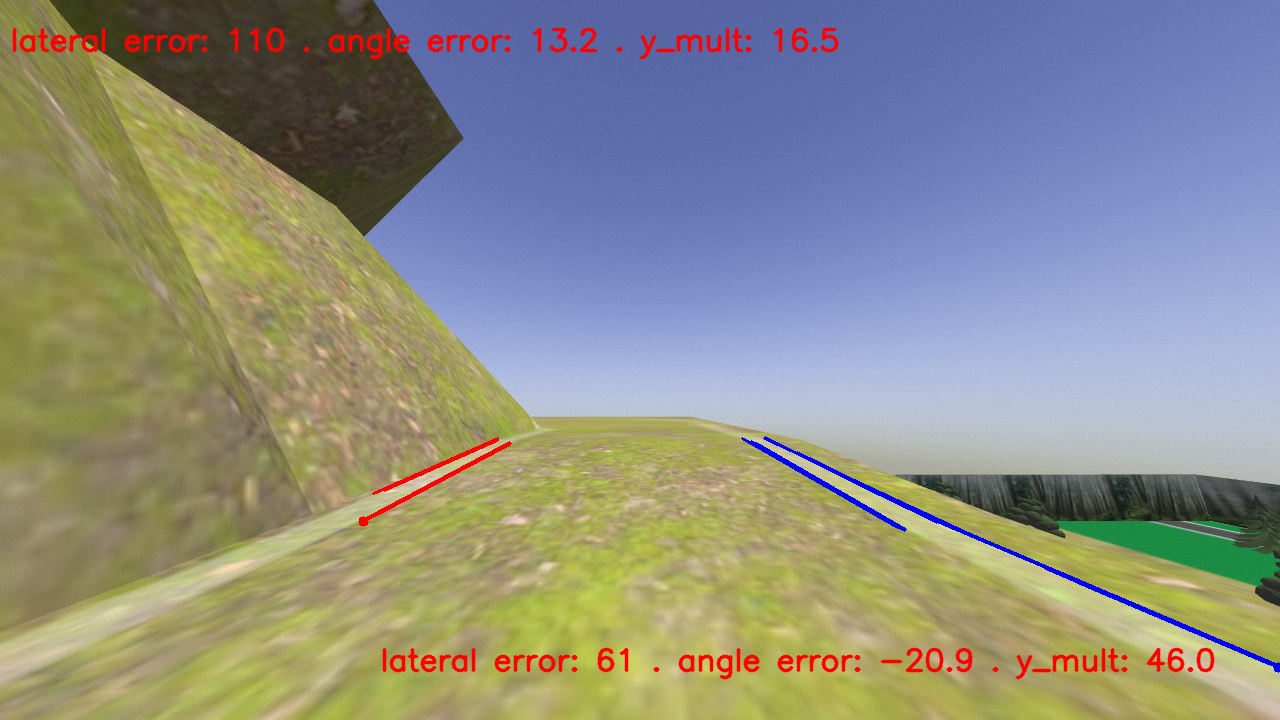 lateral error: 110 . angle error: 13.2 . y_mult: 16.5
lateral error: 61 . angle error: -20.9 . y_mult: 46.0